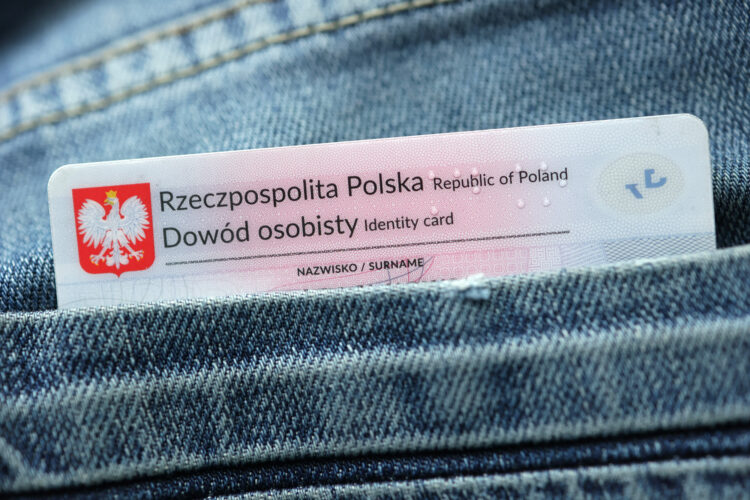 Rzeczpospolita Polska Republic of Poland
Dowód osobisty Identity card
NAZWISKO / SURNAME